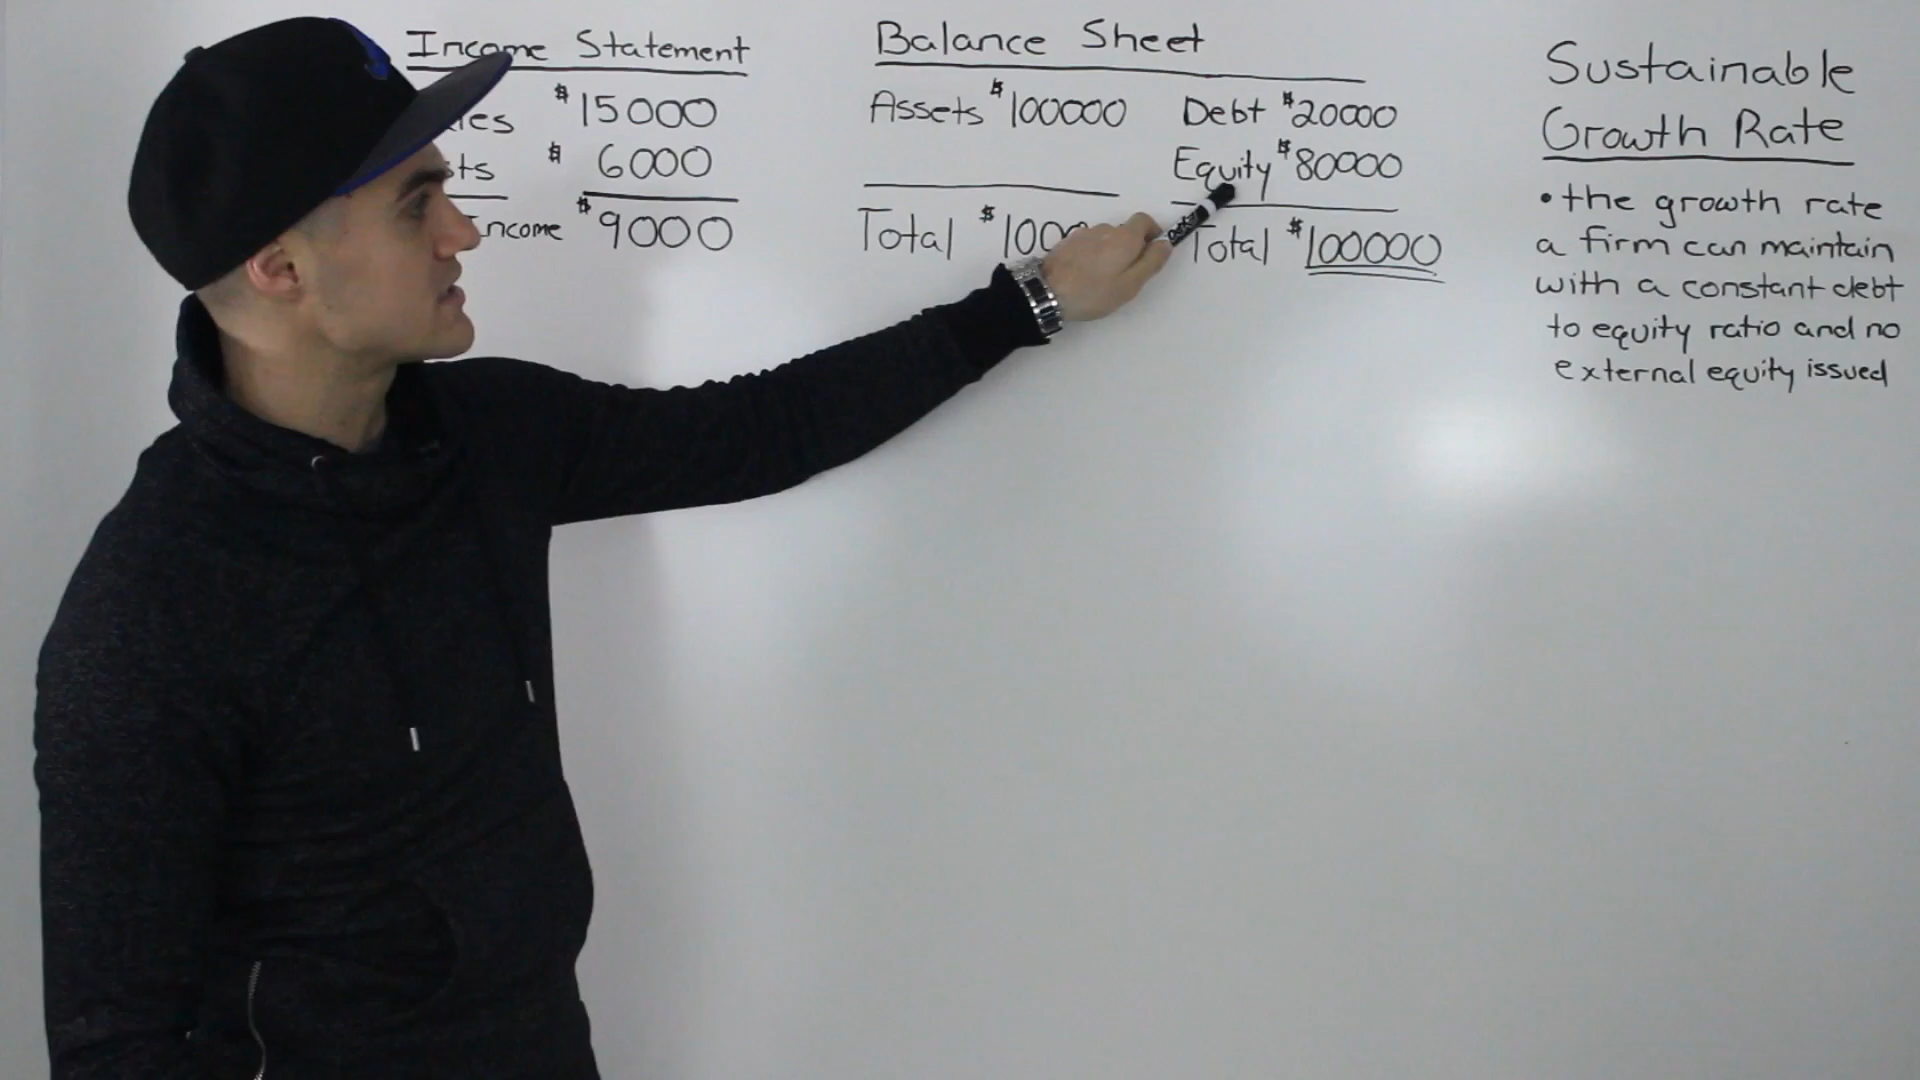 Income Statement
$15000
$ 6000
Income $9000
Balance Sheet
Assets $100000 Debt $20000
Equity $80000
Total Total $100000
Sustainable
Growth Rate
• the growth rate
a firm can maintain
with a constant debt
to equity ratio and no
external equity issued